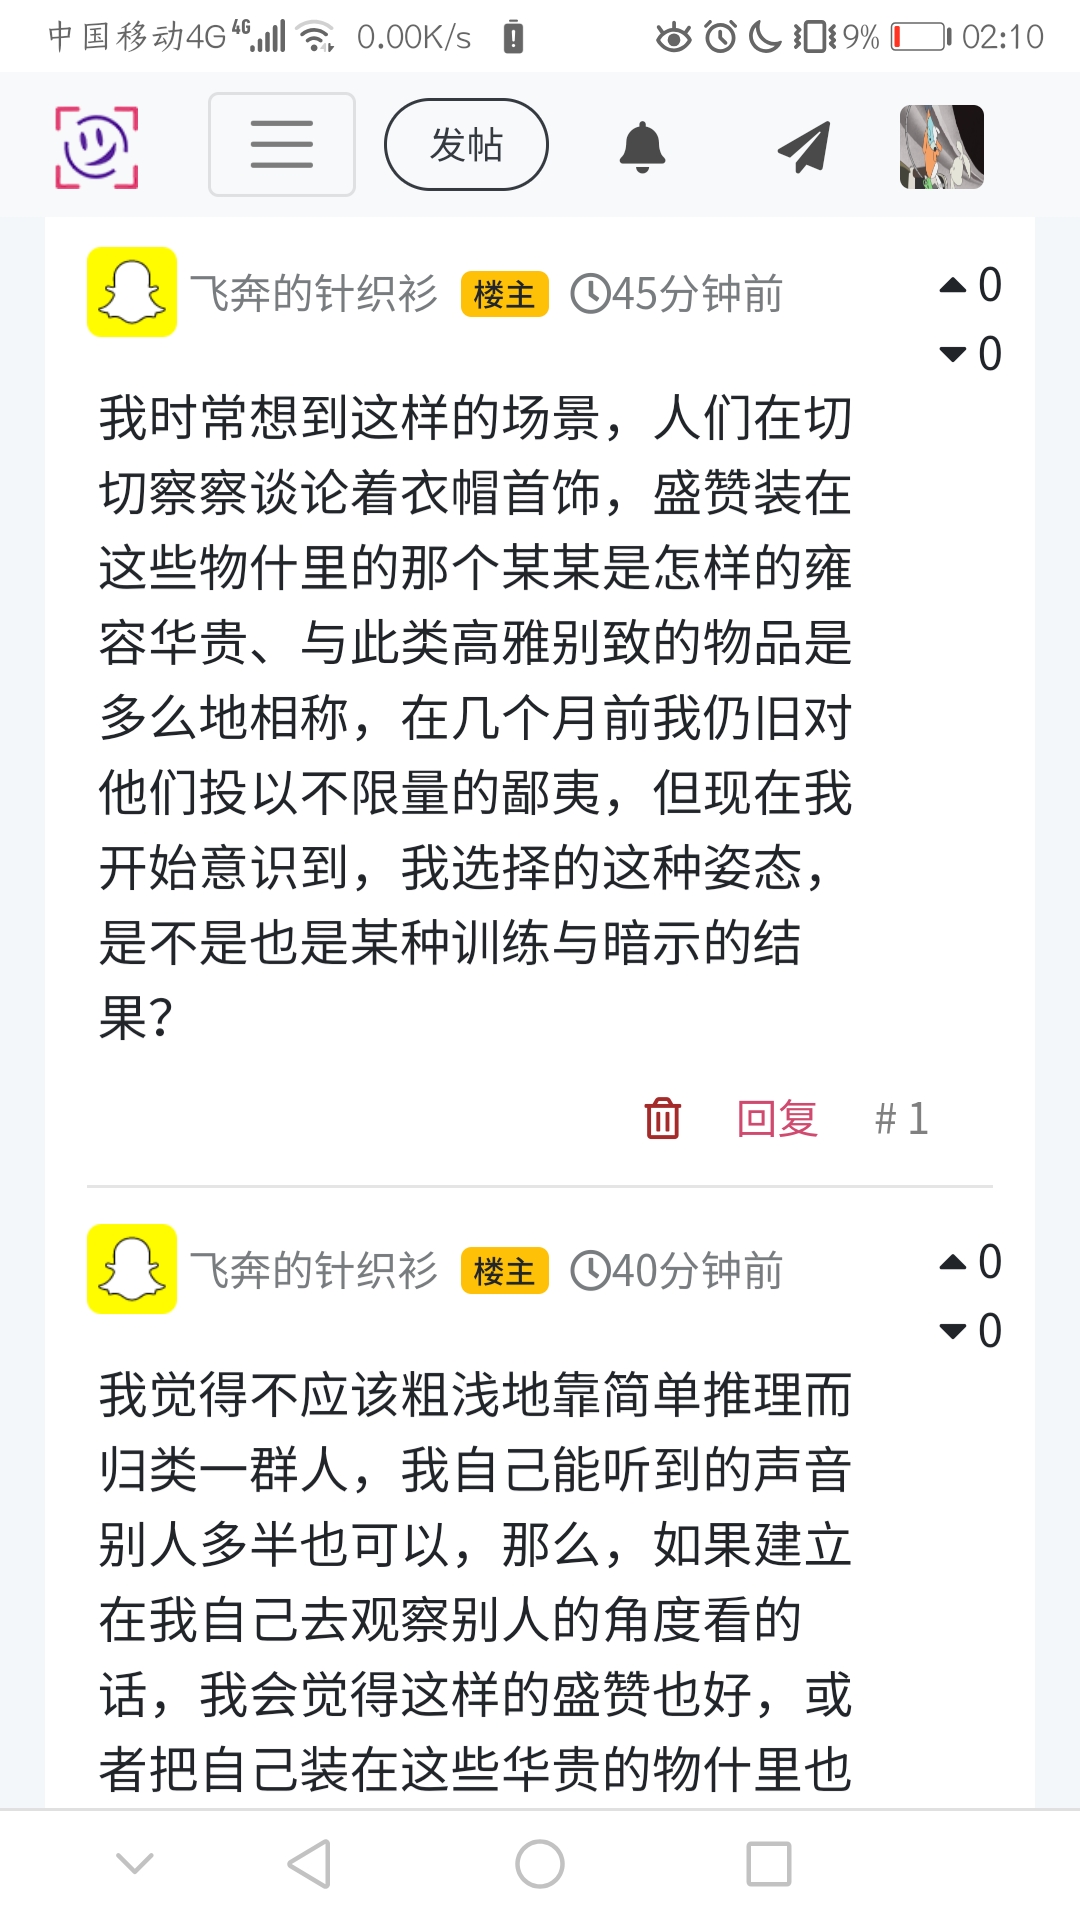 中国移动4G 4G 0.00K/s 9% 02:10
发帖
飞奔的针织衫 楼主 45分钟前
0
0
我时常想到这样的场景，人们在切
切察察谈论着衣帽首饰，盛赞装在
这些物什里的那个某某是怎样的雍
容华贵、与此类高雅别致的物品是
多么地相称，在几个月前我仍旧对
他们投以不限量的鄙夷，但现在我
开始意识到，我选择的这种姿态，
是不是也是某种训练与暗示的结
果？
回复 # 1
飞奔的针织衫 楼主 40分钟前
0
0
我觉得不应该粗浅地靠简单推理而
归类一群人，我自己能听到的声音
别人多半也可以，那么，如果建立
在我自己去观察别人的角度看的
话，我会觉得这样的盛赞也好，或
者把自己装在这些华贵的物什里也